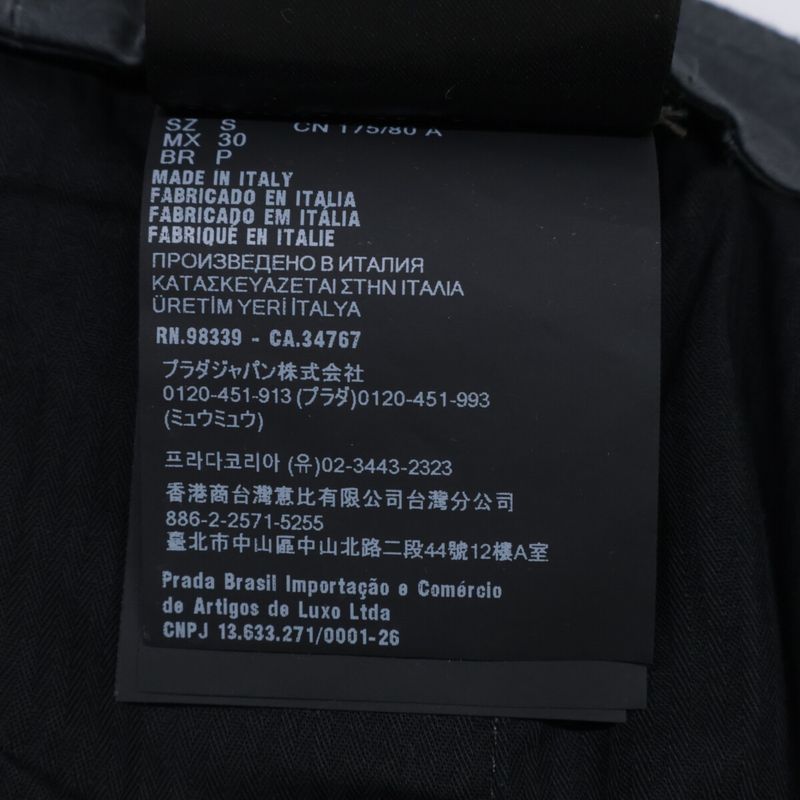 SZ S CN 175/80 A
MX 30
BR P
MADE IN ITALY
FABRICADO EN ITALIA
FABRICADO EM ITÁLIA
FABRIQUÉ EN ITALIE
ПРОИЗВЕДЕНО В ИТАЛИЯ
ΚΑΤΑΣΚΕΥΑΖΕΤΑΙ ΣΤΗΝ ΙΤΑΛΙΑ
ÜRETİM YERİ İTALYA
RN.98339 - CA.34767
プラダジャパン株式会社
0120-451-913 (プラダ)0120-451-993
(ミュウミュウ)
프라다코리아 (유)02-3443-2323
香港商台灣憙比有限公司台灣分公司
886-2-2571-5255
臺北市中山區中山北路二段44號12樓A室
Prada Brasil Importação e Comércio
de Artigos de Luxo Ltda
CNPJ 13.633.271/0001-26